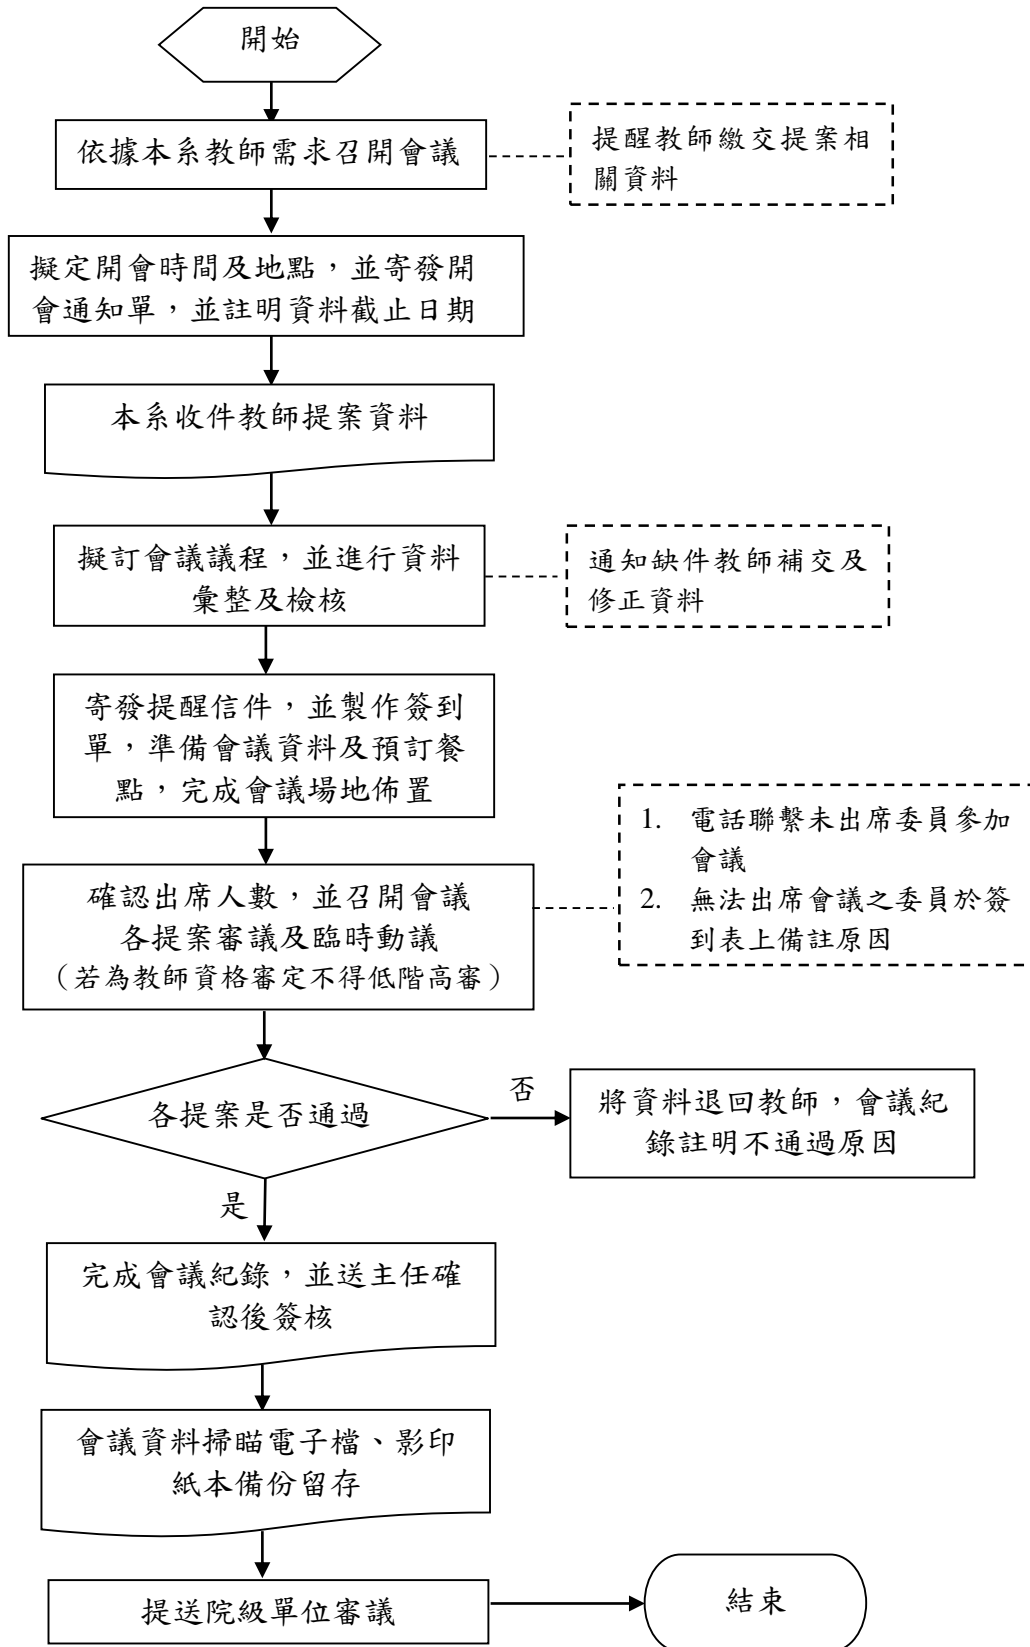 開始
依據本系教師需求召開會議
提醒教師繳交提案相
關資料
擬定開會時間及地點，並寄發開
會通知單，並註明資料截止日期
本系收件教師提案資料
擬訂會議議程，並進行資料
彙整及檢核
通知缺件教師補交及
修正資料
寄發提醒信件，並製作簽到
單，準備會議資料及預訂餐
點，完成會議場地佈置
1. 電話聯繫未出席委員參加
會議
2. 無法出席會議之委員於簽
到表上備註原因
確認出席人數，並召開會議
各提案審議及臨時動議
（若為教師資格審定不得低階高審）
各提案是否通過
否
將資料退回教師，會議紀
錄註明不通過原因
是
完成會議紀錄，並送主任確
認後簽核
會議資料掃瞄電子檔、影印
紙本備份留存
提送院級單位審議
結束